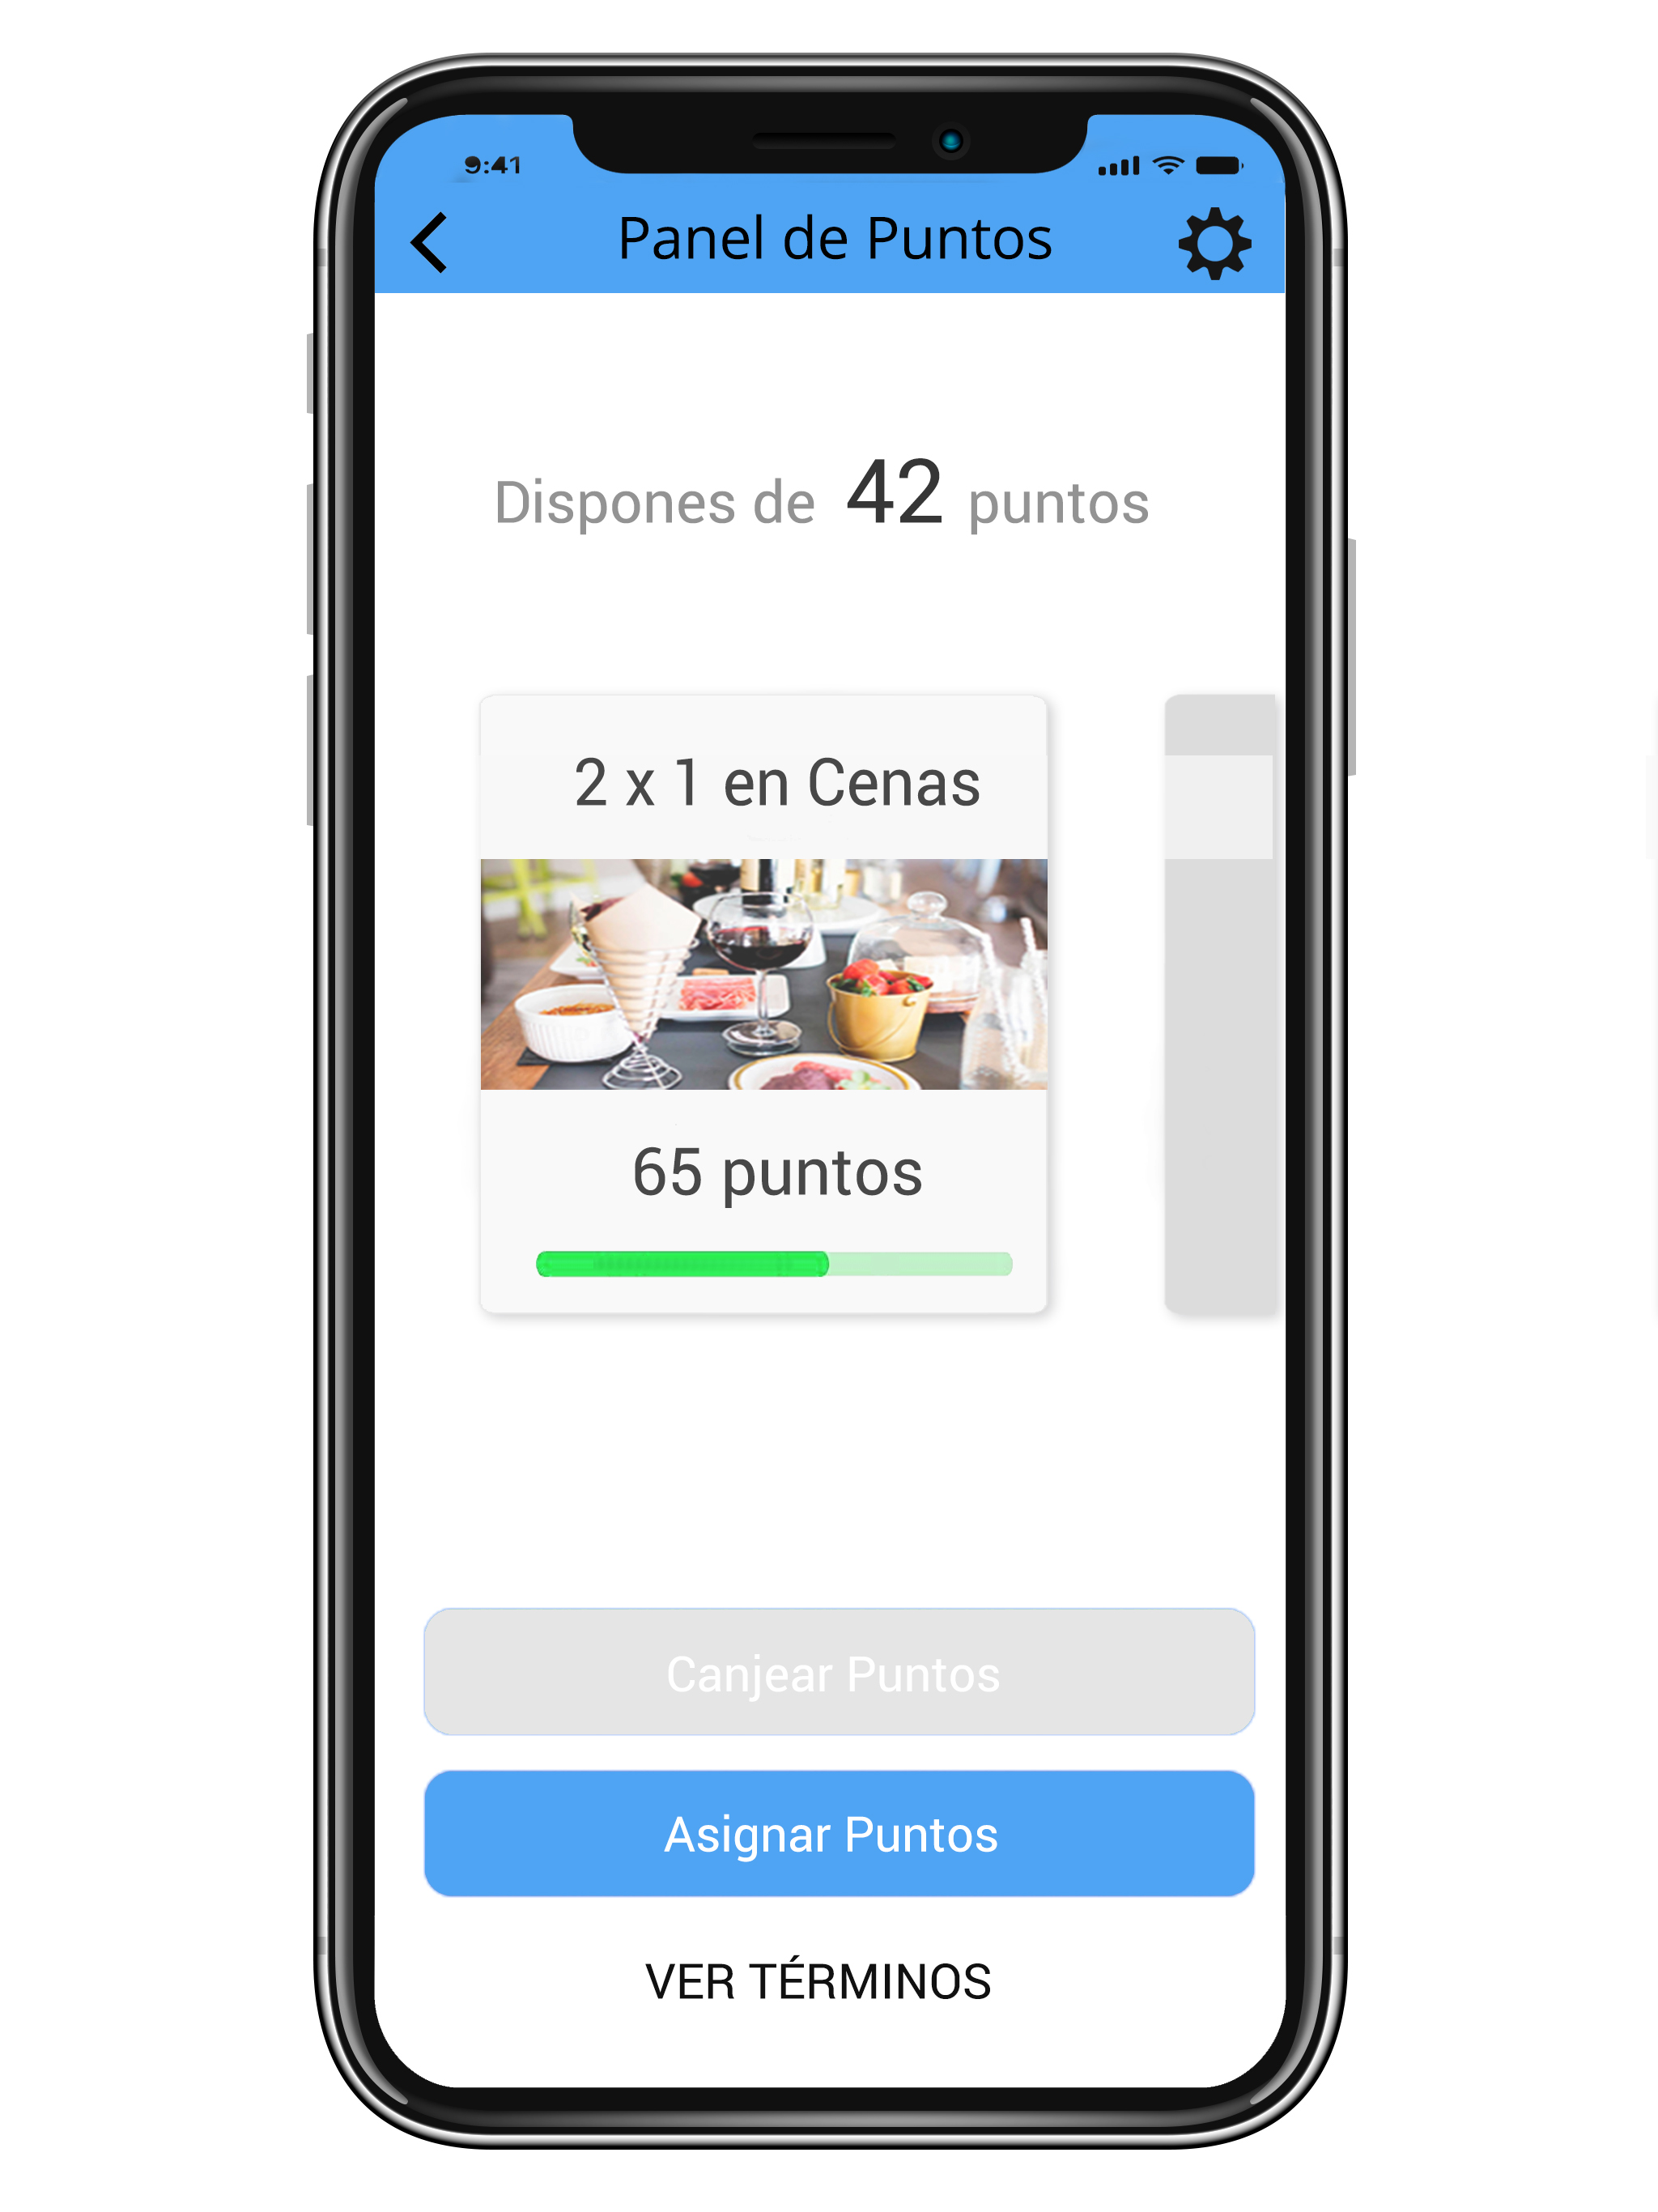 9:41
Panel de Puntos
Dispones de 42 puntos
2 x 1 en Cenas
65 puntos
Canjear Puntos
Asignar Puntos
VER TÉRMINOS